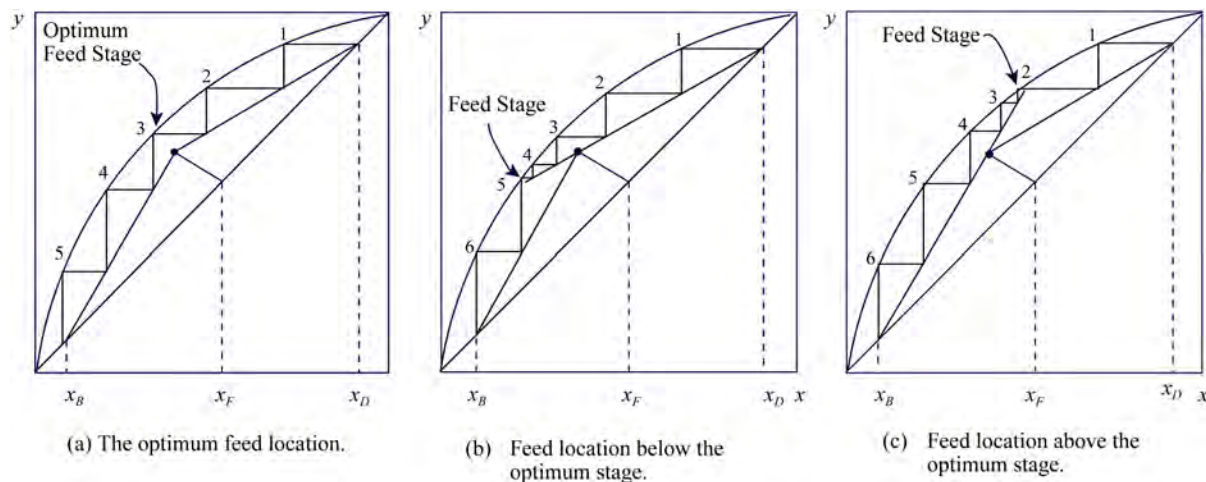 y
Optimum
Feed Stage
1
2
3
4
5
x_B
x_F
x_D
(a) The optimum feed location.
y
Feed Stage
1
2
3
4
5
6
x_B
x_F
x_D
x
(b) Feed location below the
optimum stage.
y
Feed Stage
1
2
3
4
5
6
x_B
x_F
x_D
x
(c) Feed location above the
optimum stage.